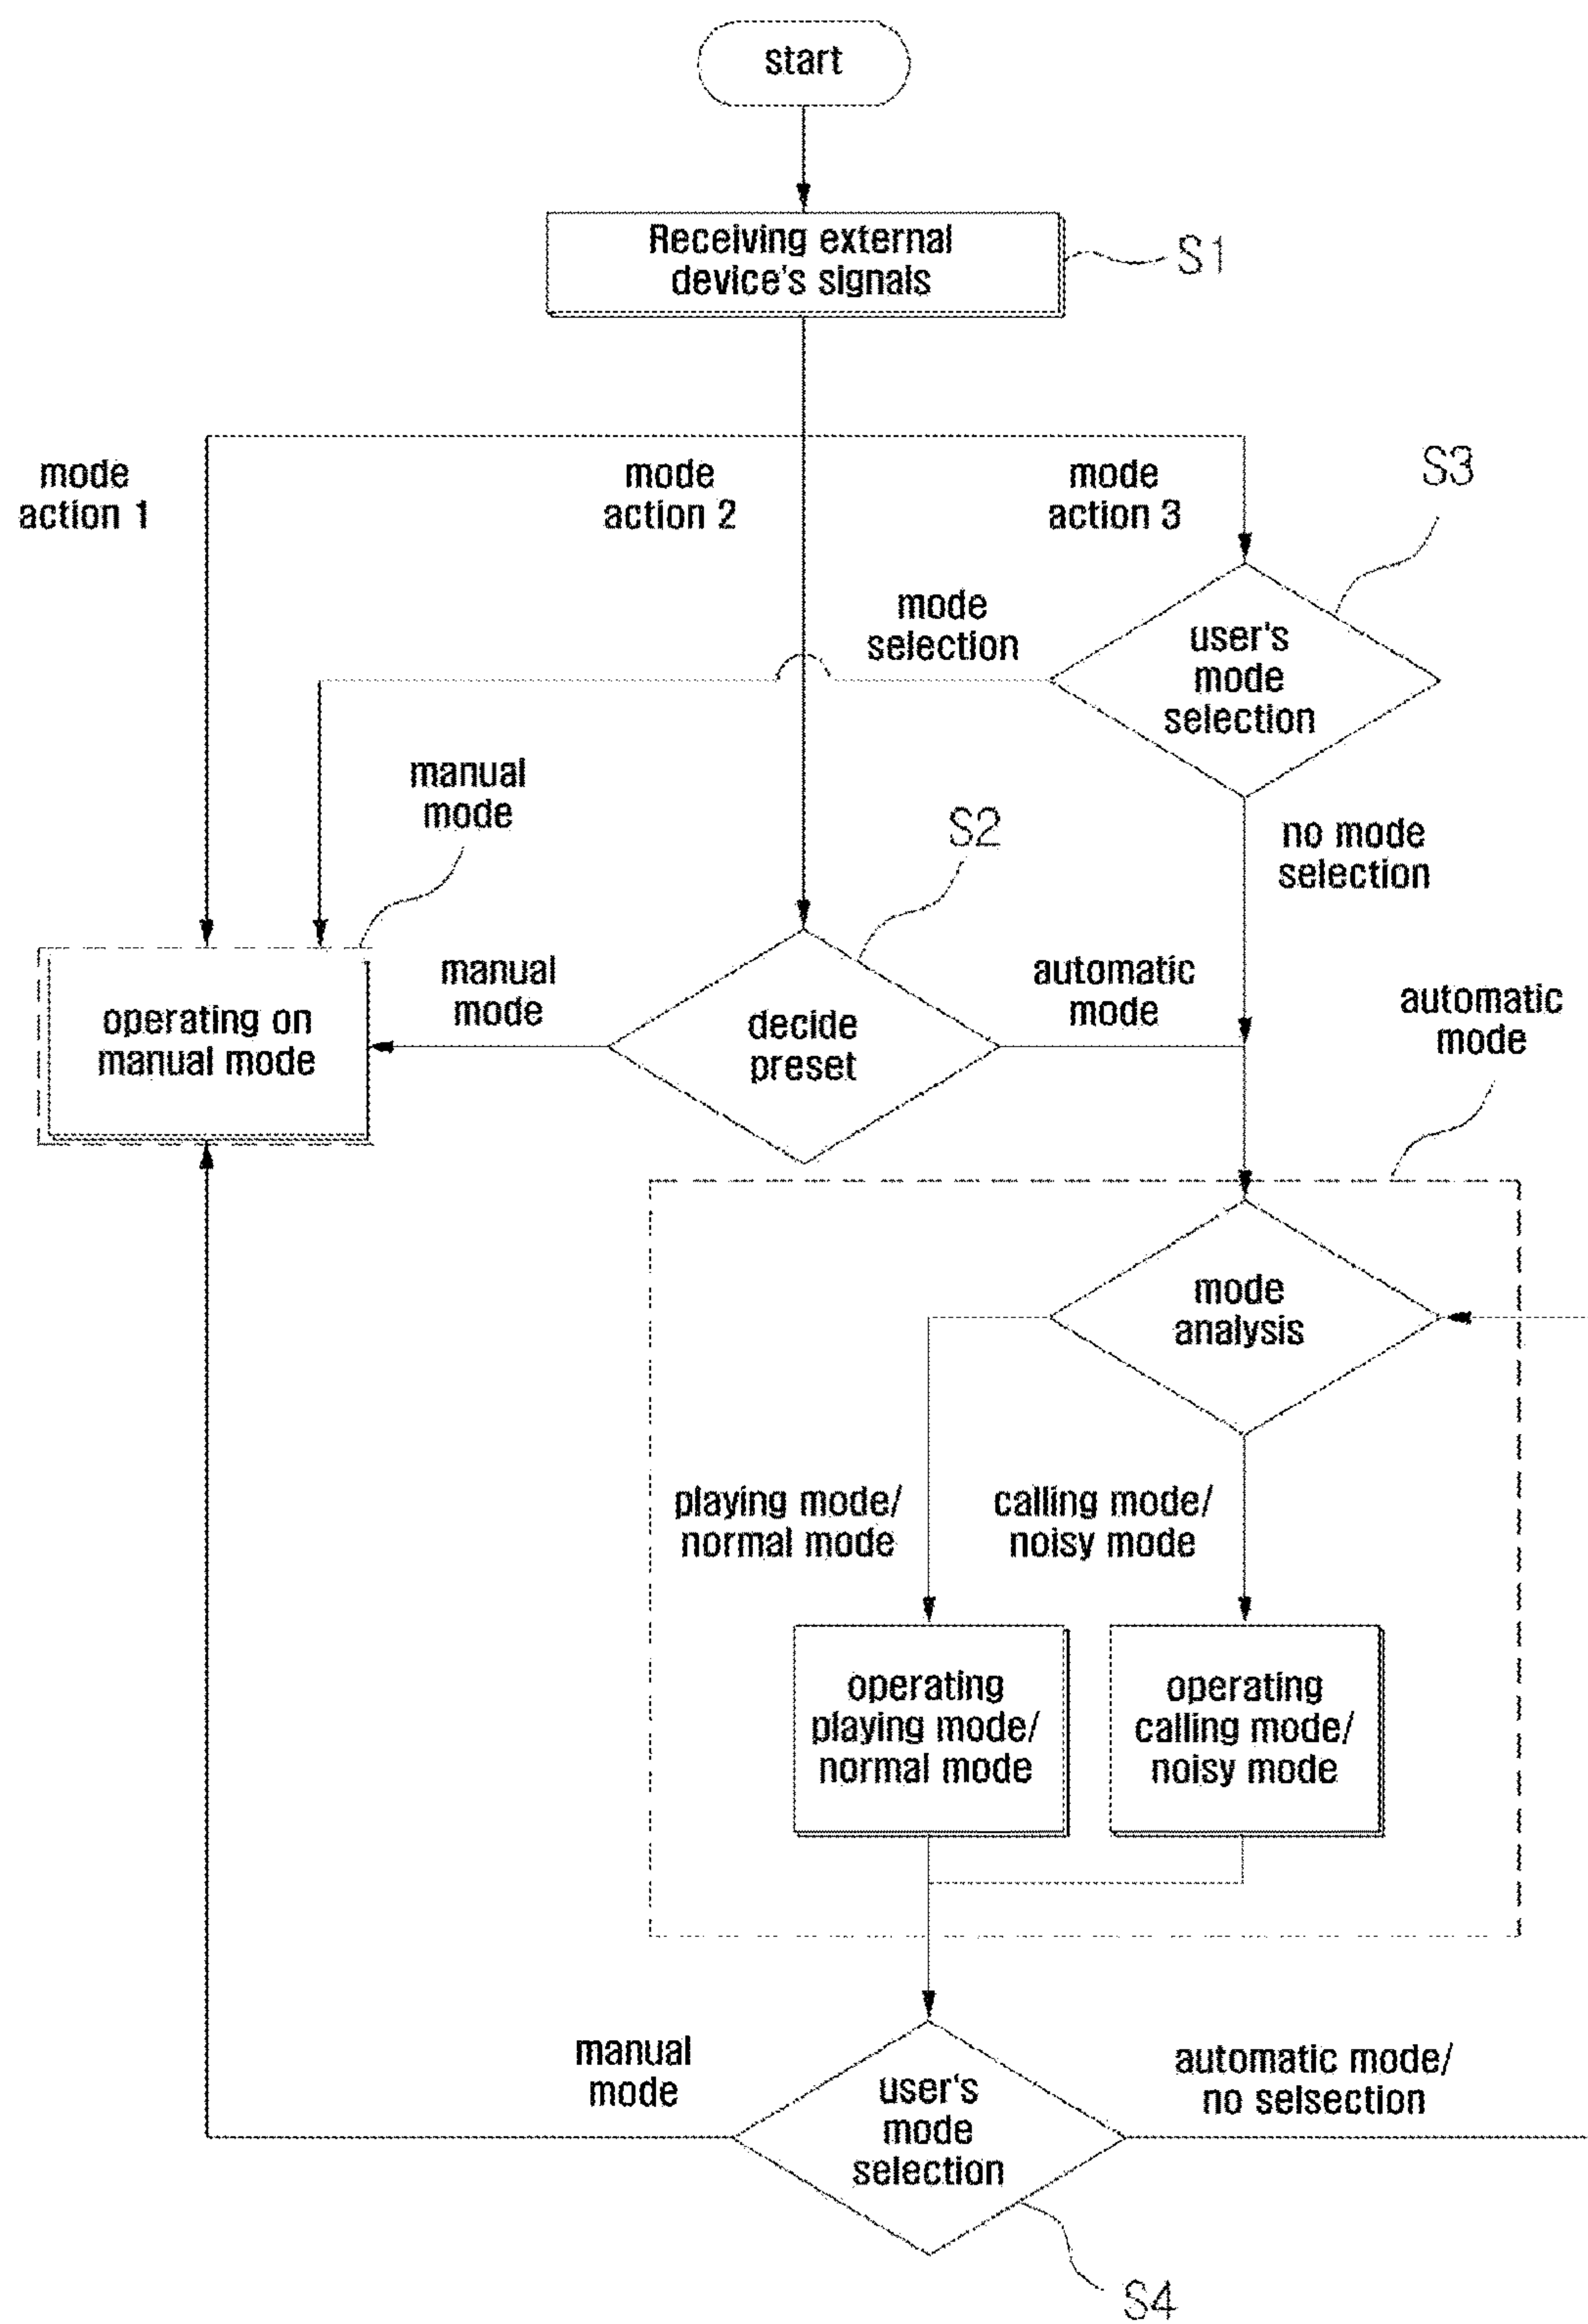 start
Receiving external
device's signals
S1
mode
action 1
mode
action 2
mode
action 3
S3
mode
selection
user's
mode
selection
manual
mode
S2
no mode
selection
operating on
manual mode
manual
mode
decide
preset
automatic
mode
automatic
mode
mode
analysis
playing mode/
normal mode
calling mode/
noisy mode
operating
playing mode/
normal mode
operating
calling mode/
noisy mode
manual
mode
user's
mode
selection
automatic mode/
no selsection
S4